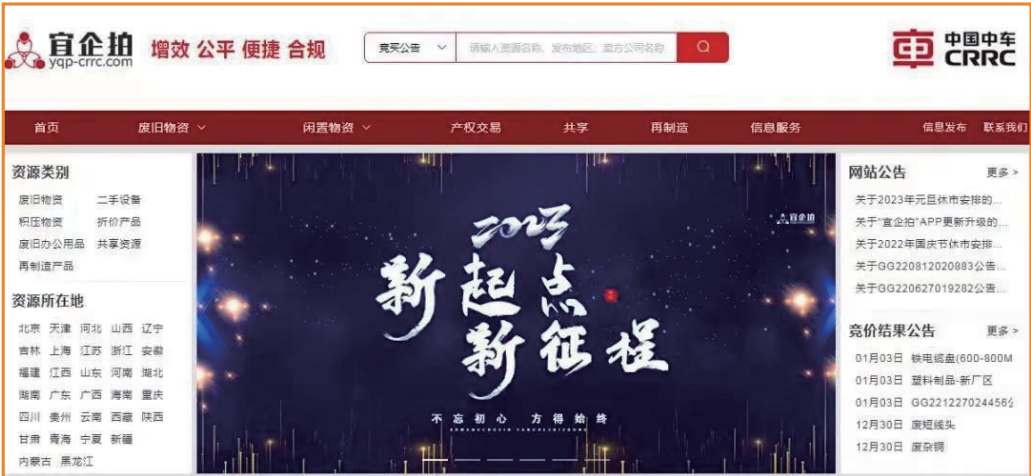 宜企拍
yqp-crrc.com
增效 公平 便捷 合规
竞买公告
请输入资源名称、发布地区、卖方公司名称
中国中车
CRRC
首页 废旧物资 闲置物资 产权交易 共享 再制造 信息服务 信息发布 联系我们
资源类别
废旧物资 二手设备
积压物资 折价产品
废旧办公用品 共享资源
再制造产品
资源所在地
北京 天津 河北 山西 辽宁
吉林 上海 江苏 浙江 安徽
福建 江西 山东 河南 湖北
湖南 广东 广西 海南 重庆
四川 贵州 云南 西藏 陕西
甘肃 青海 宁夏 新疆
内蒙古 黑龙江
宜企拍
2023
新起点
新征程
不忘初心 方得始终
网站公告 更多 >
关于2023年元旦休市安排的...
关于"宜企拍"APP更新升级的...
关于2022年国庆节休市安排...
关于GG220812020883公告...
关于GG220627019282公告...
竞价结果公告 更多 >
01月03日 铁电缆盘(600-800M
01月03日 塑料制品-新厂区
01月03日 GG221227024456
12月30日 废短线头
12月30日 废杂铜